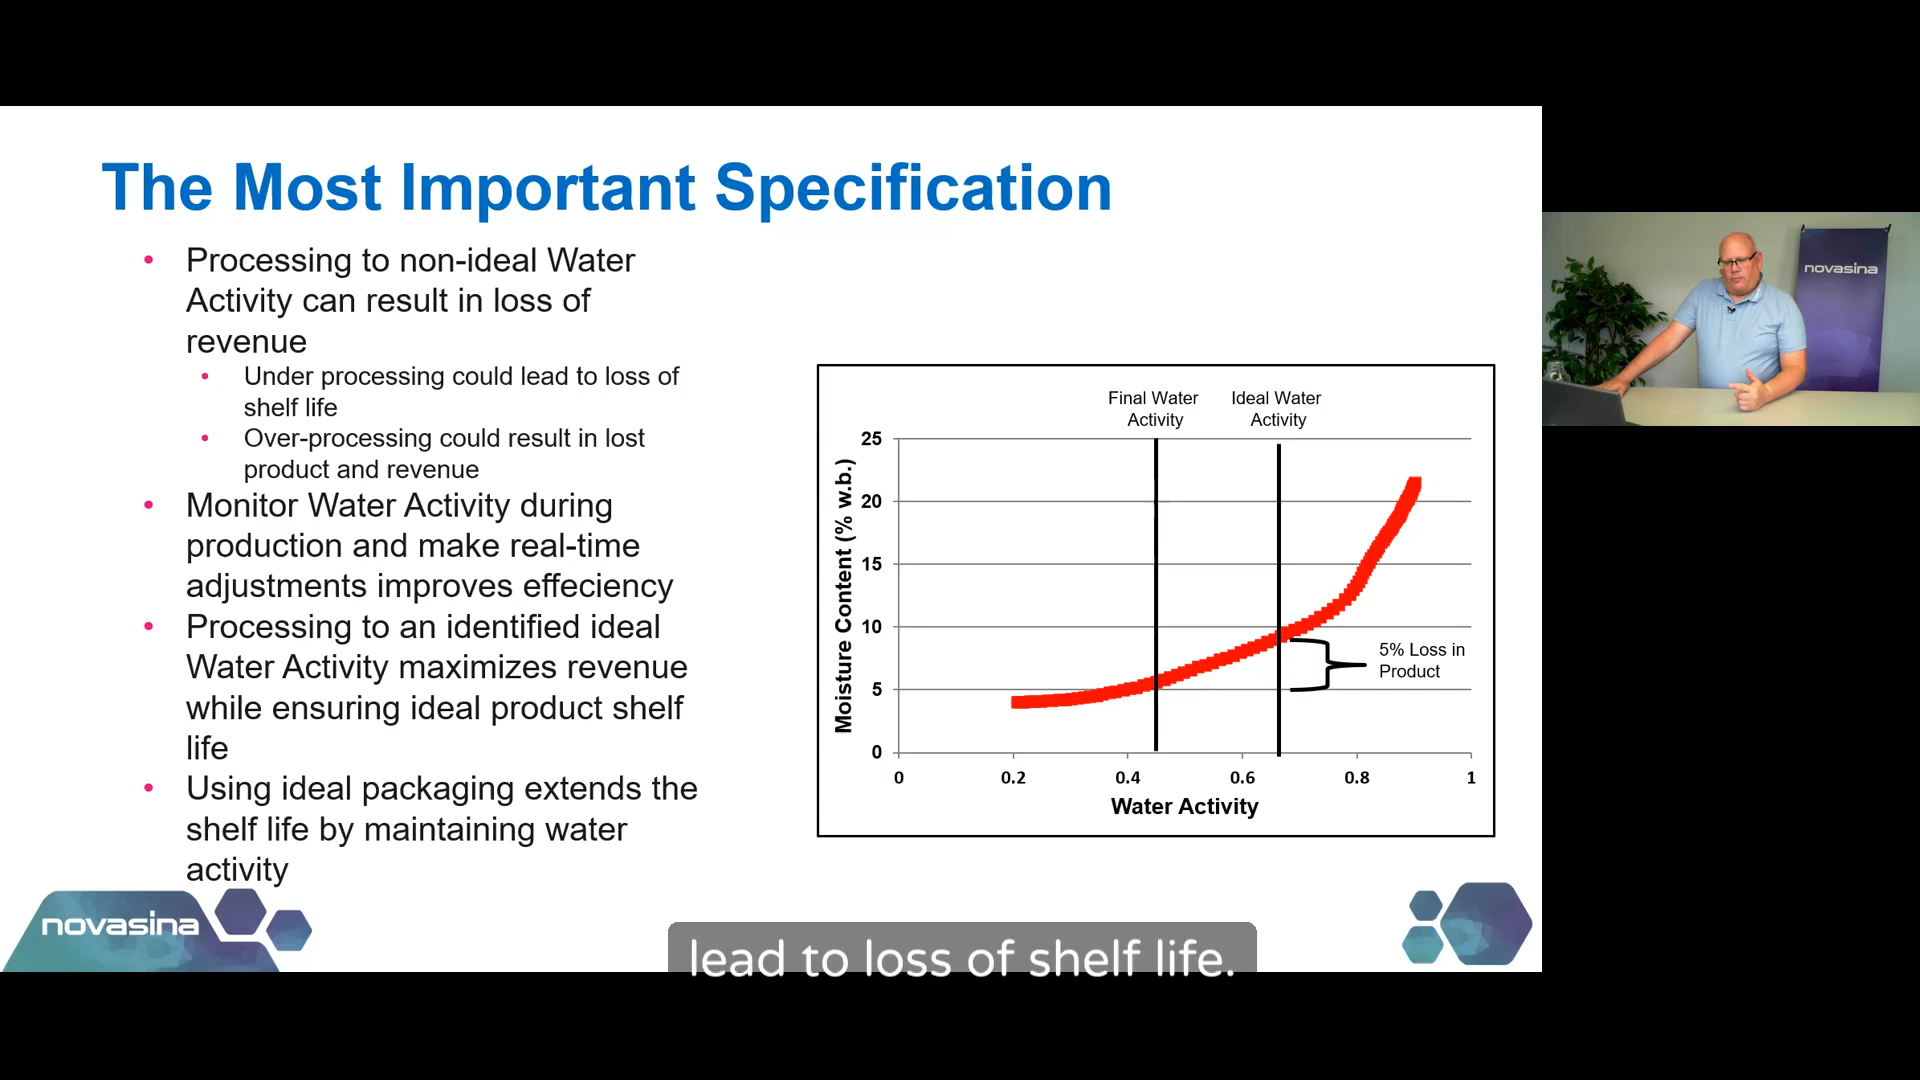 The Most Important Specification
• Processing to non-ideal Water
Activity can result in loss of
revenue
• Under processing could lead to loss of
shelf life
• Over-processing could result in lost
product and revenue
• Monitor Water Activity during
production and make real-time
adjustments improves effeciency
• Processing to an identified ideal
Water Activity maximizes revenue
while ensuring ideal product shelf
life
• Using ideal packaging extends the
shelf life by maintaining water
activity
Final Water
Activity
Ideal Water
Activity
25
20
15
10
5
0
Moisture Content (% w.b.)
5% Loss in
Product
0 0.2 0.4 0.6 0.8 1
Water Activity
novasina
novasina
lead to loss of shelf life.